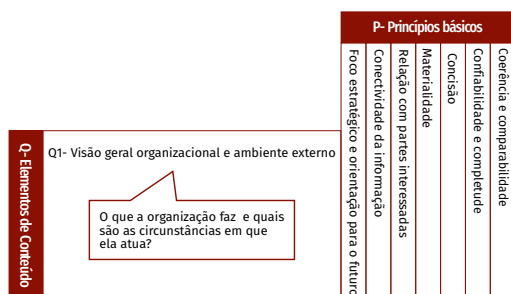 P- Princípios básicos
Foco estratégico e orientação para o futuro
Conectividade da informação
Relação com partes interessadas
Materialidade
Concisão
Confiabilidade e completude
Coerência e comparabilidade
Q- Elementos de Conteúdo
Q1- Visão geral organizacional e ambiente externo
O que a organização faz e quais
são as circunstâncias em que
ela atua?